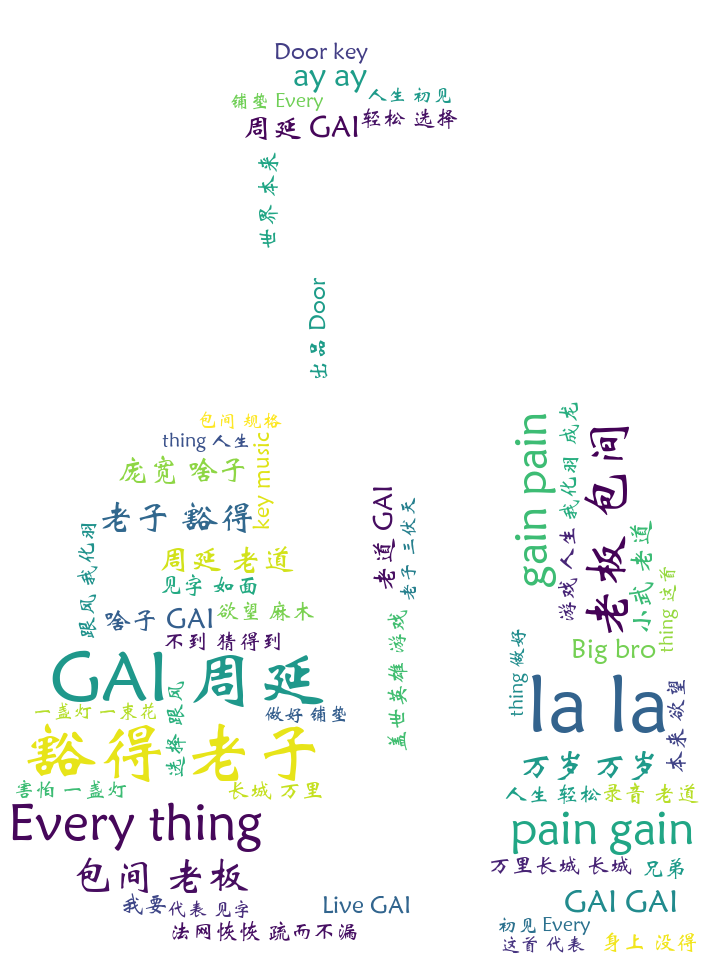 Door key
ay ay
铺垫 Every
人生 初见
周延 GAI
轻松 选择
世界 本来
出品 Door
包间 规格
thing 人生
key music
庞宽 啥子
老子 豁得
跟风 我化羽
周延 老道
见字 如面
啥子 GAI
欲望 麻木
不到 猜得到
GAI 周延
一盏灯 一束花
选择 跟风
做好 铺垫
豁得 老子
害怕 一盏灯
长城 万里
Every thing
包间 老板
我要
代表 见字
Live GAI
法网恢恢 疏而不漏
老道 GAI
老子 三伏天
盖世英雄 游戏
gain pain
我化羽 成龙
老板 包间
游戏 人生
小武 老道
thing 这首
Big bro
thing 做好
la la
本来 欲望
万岁 万岁
人生 轻松
录音 老道
pain gain
万里长城 长城
兄弟
GAI GAI
初见 Every
这首 代表
身上 没得